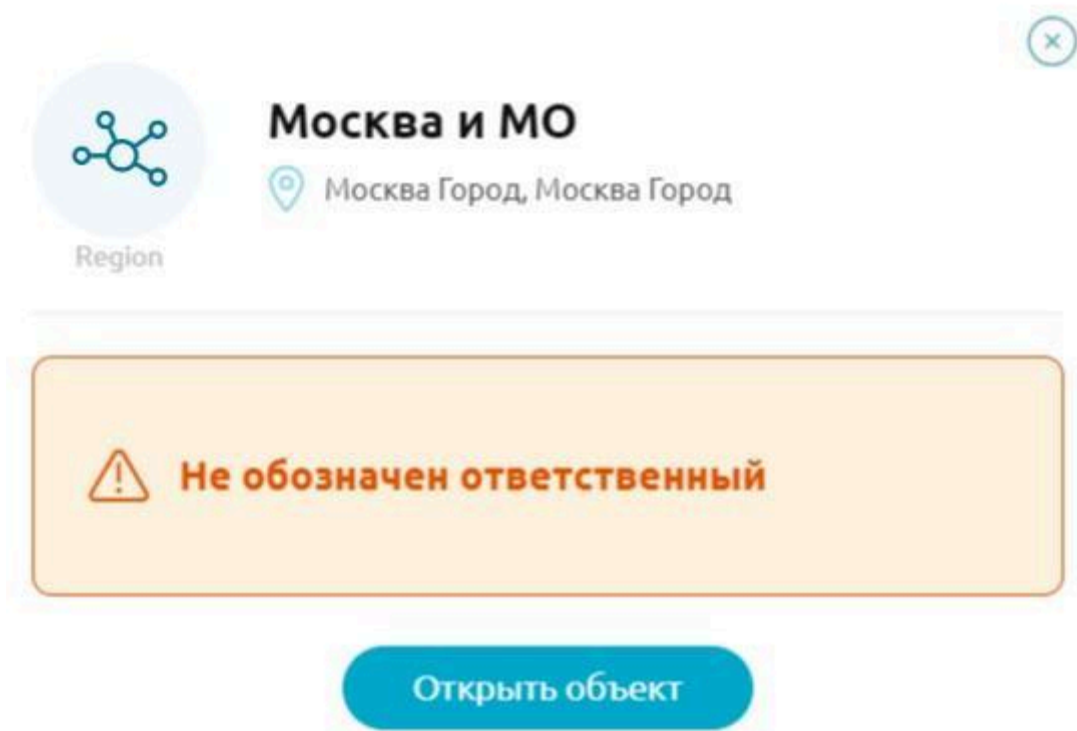 Москва и МО
Москва Город, Москва Город
Region
Не обозначен ответственный
Открыть объект